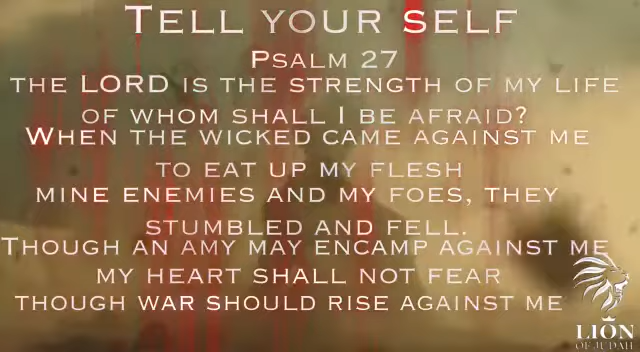 TELL YOUR SELF
PSALM 27
THE LORD IS THE STRENGTH OF MY LIFE
OF WHOM SHALL I BE AFRAID?
WHEN THE WICKED CAME AGAINST ME
TO EAT UP MY FLESH
MINE ENEMIES AND MY FOES, THEY
STUMBLED AND FELL.
THOUGH AN AMY MAY ENCAMP AGAINST ME
MY HEART SHALL NOT FEAR
THOUGH WAR SHOULD RISE AGAINST ME
LION
OF JUDAH